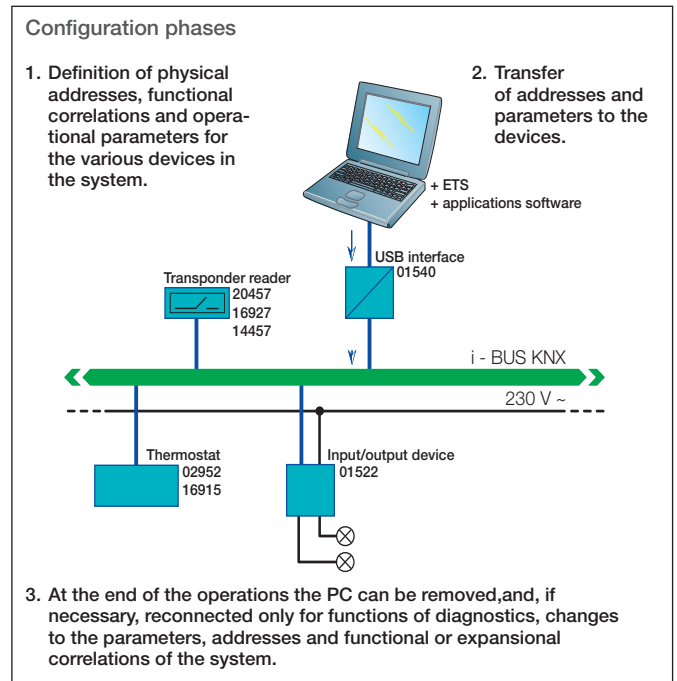 Configuration phases
1. Definition of physical
addresses, functional
correlations and opera-
tional parameters for
the various devices in
the system.
2. Transfer
of addresses and
parameters to the
devices.
+ ETS
+ applications software
USB interface
01540
Transponder reader
20457
16927
14457
i - BUS KNX
230 V ~
Thermostat
02952
16915
Input/output device
01522
3. At the end of the operations the PC can be removed,and, if
necessary, reconnected only for functions of diagnostics, changes
to the parameters, addresses and functional or expansional
correlations of the system.